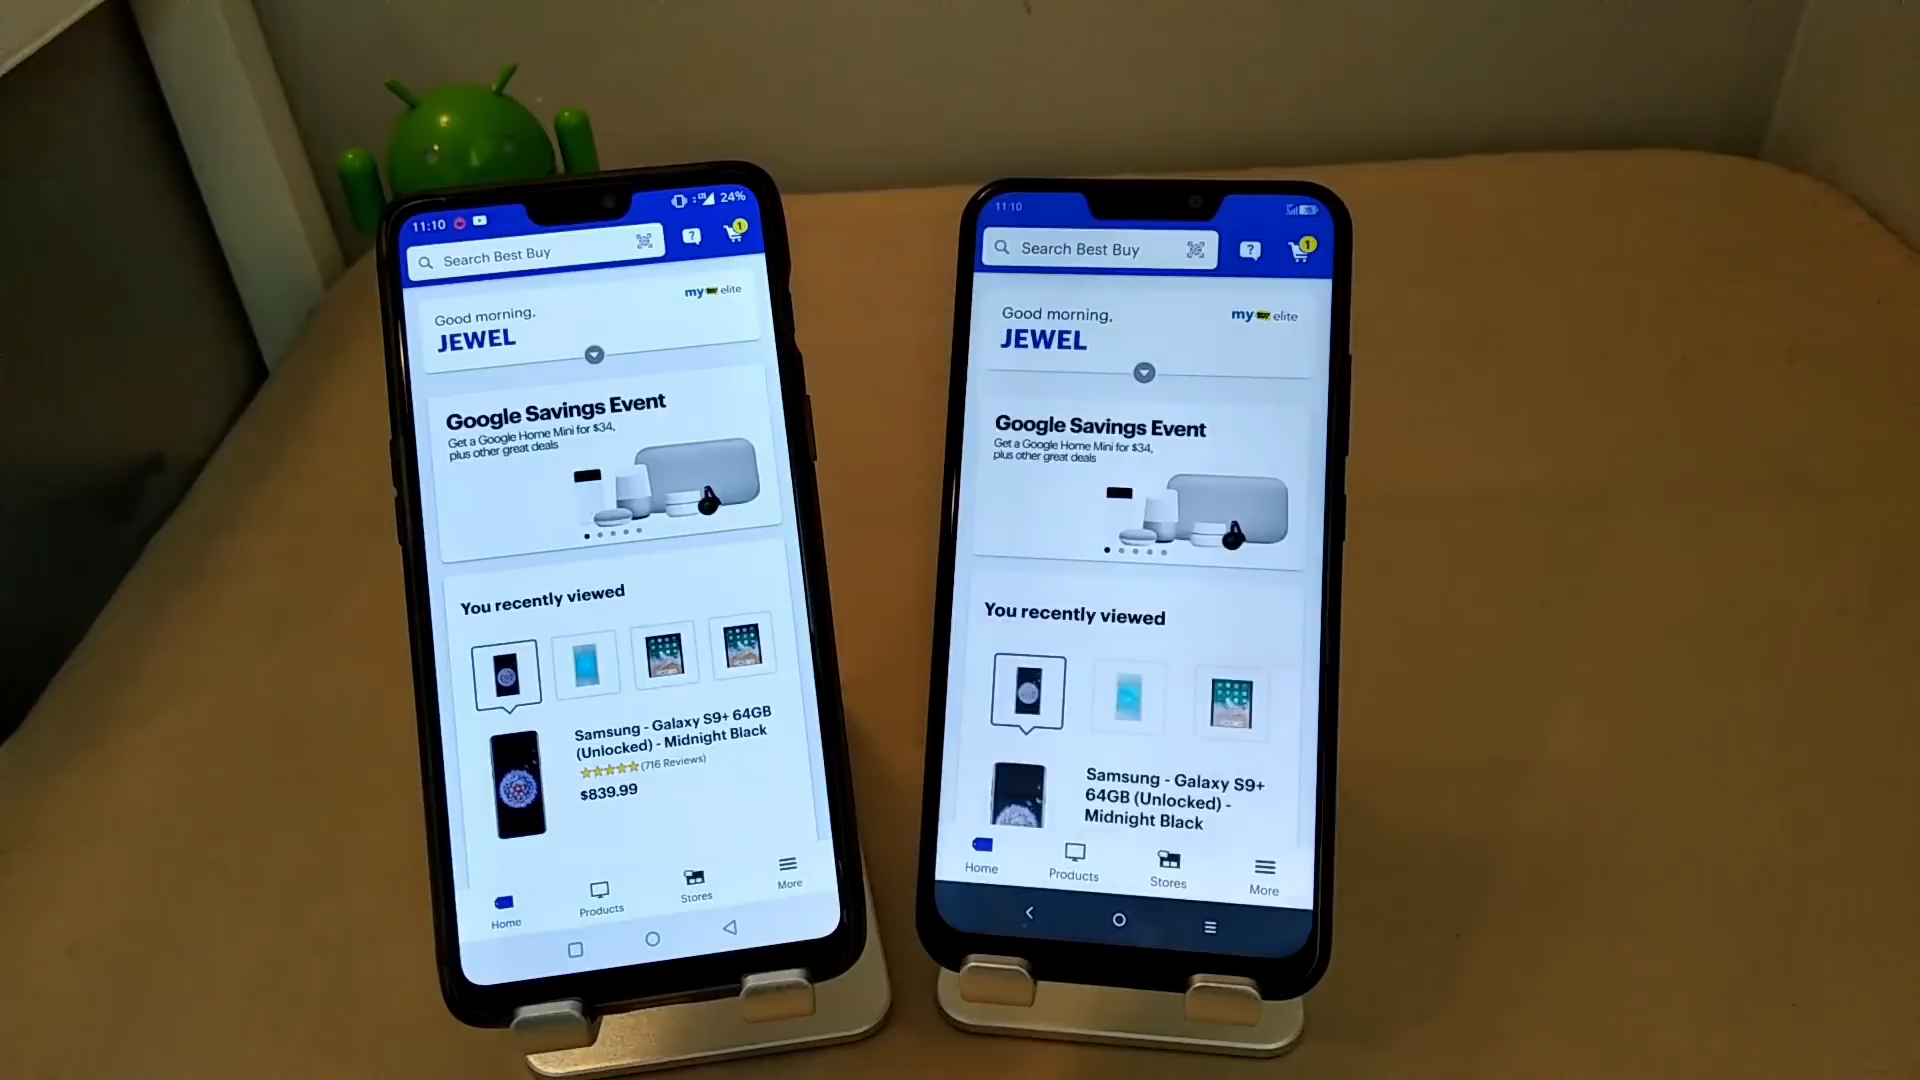 11:10
24%
Search Best Buy
?
1
my elite
Good morning,
JEWEL
Google Savings Event
Get a Google Home Mini for $34,
plus other great deals
You recently viewed
Samsung - Galaxy S9+ 64GB
(Unlocked) - Midnight Black
(716 Reviews)
$839.99
Home
Products
Stores
More
11:10
Search Best Buy
?
1
my elite
Good morning,
JEWEL
Google Savings Event
Get a Google Home Mini for $34,
plus other great deals
You recently viewed
Samsung - Galaxy S9+
64GB (Unlocked) -
Midnight Black
Home
Products
Stores
More